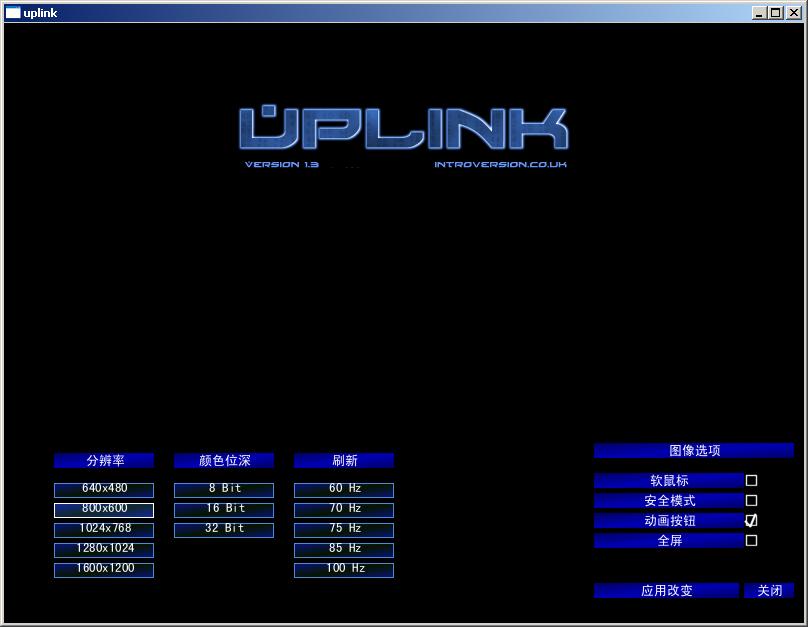 uplink
UPLINK
VERSION 1.3 INTROVERSION.CO.UK
图像选项
分辨率 颜色位深 刷新
640x480 8 Bit 60 Hz 软鼠标
800x600 16 Bit 70 Hz 安全模式
1024x768 32 Bit 75 Hz 动画按钮
1280x1024 85 Hz 全屏
1600x1200 100 Hz
应用改变 关闭